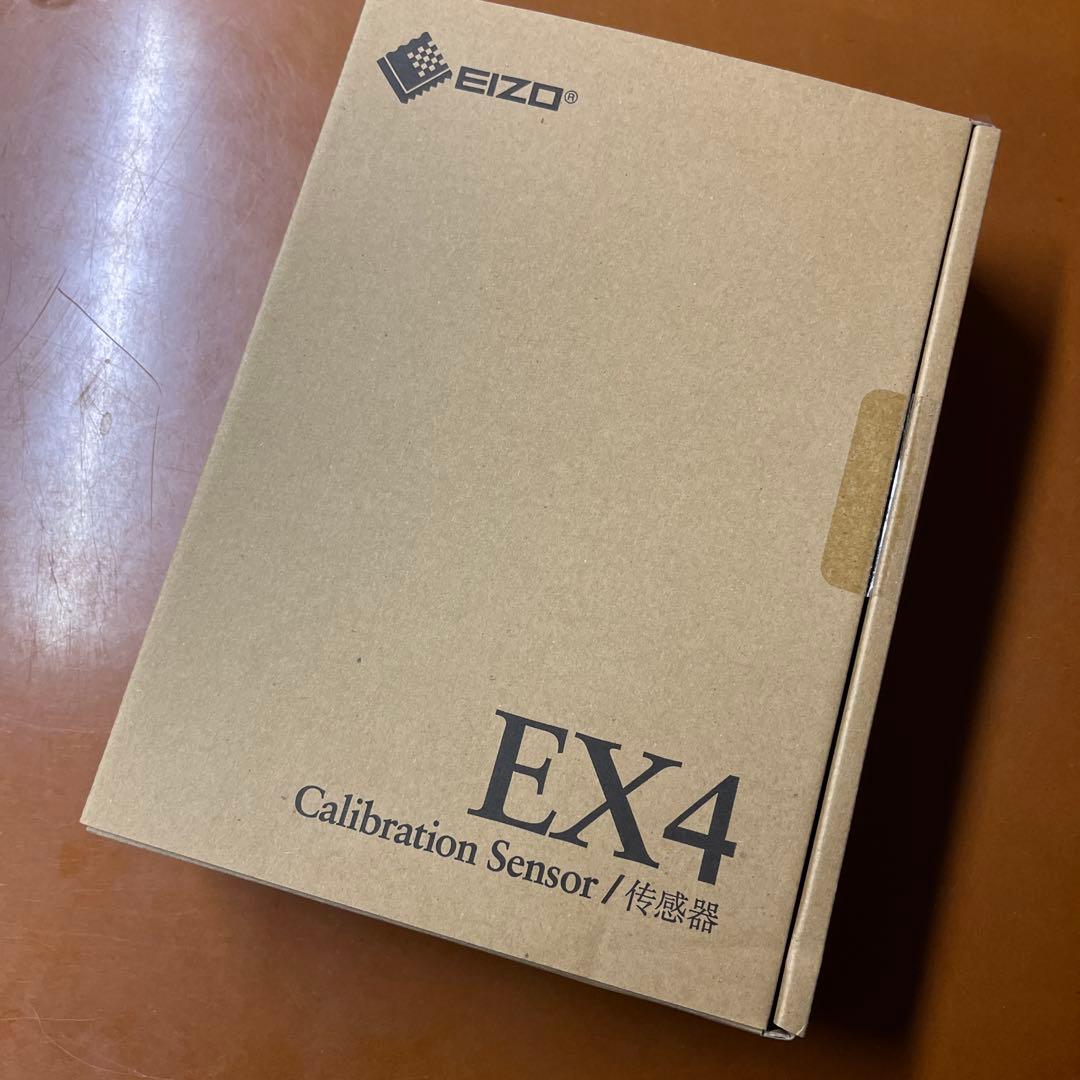 EIZO®
EX4
Calibration Sensor / 传感器